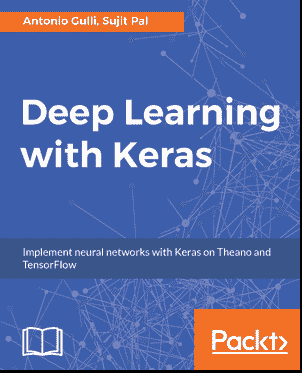 Antonio Gulli, Sujit Pal
Deep Learning
with Keras
Implement neural networks with Keras on Theano and
TensorFlow
Packt>